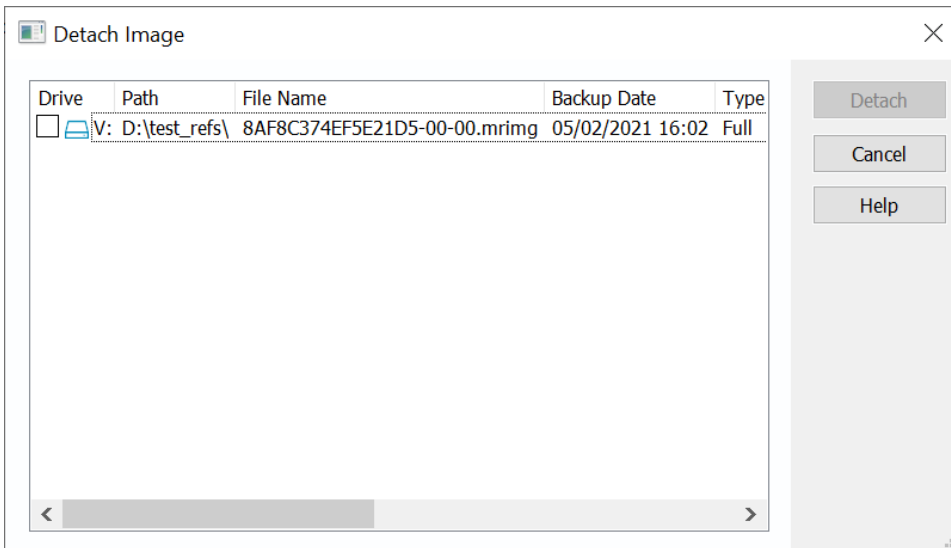 Detach Image
Drive Path File Name Backup Date Type
V: D:\test_refs\ 8AF8C374EF5E21D5-00-00.mrimg 05/02/2021 16:02 Full
Detach
Cancel
Help